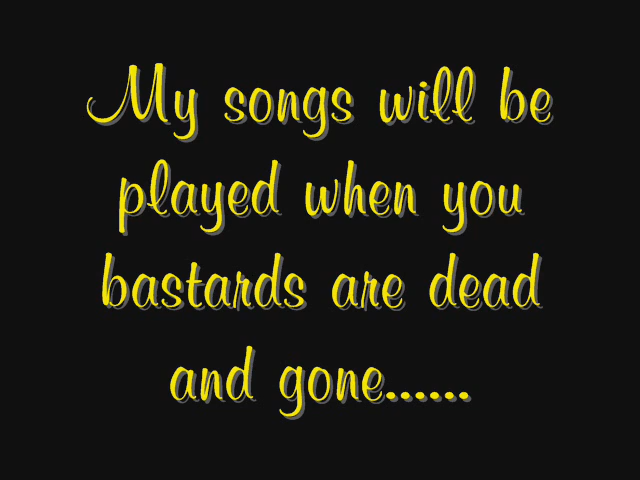 My songs will be
played when you
bastards are dead
and gone......